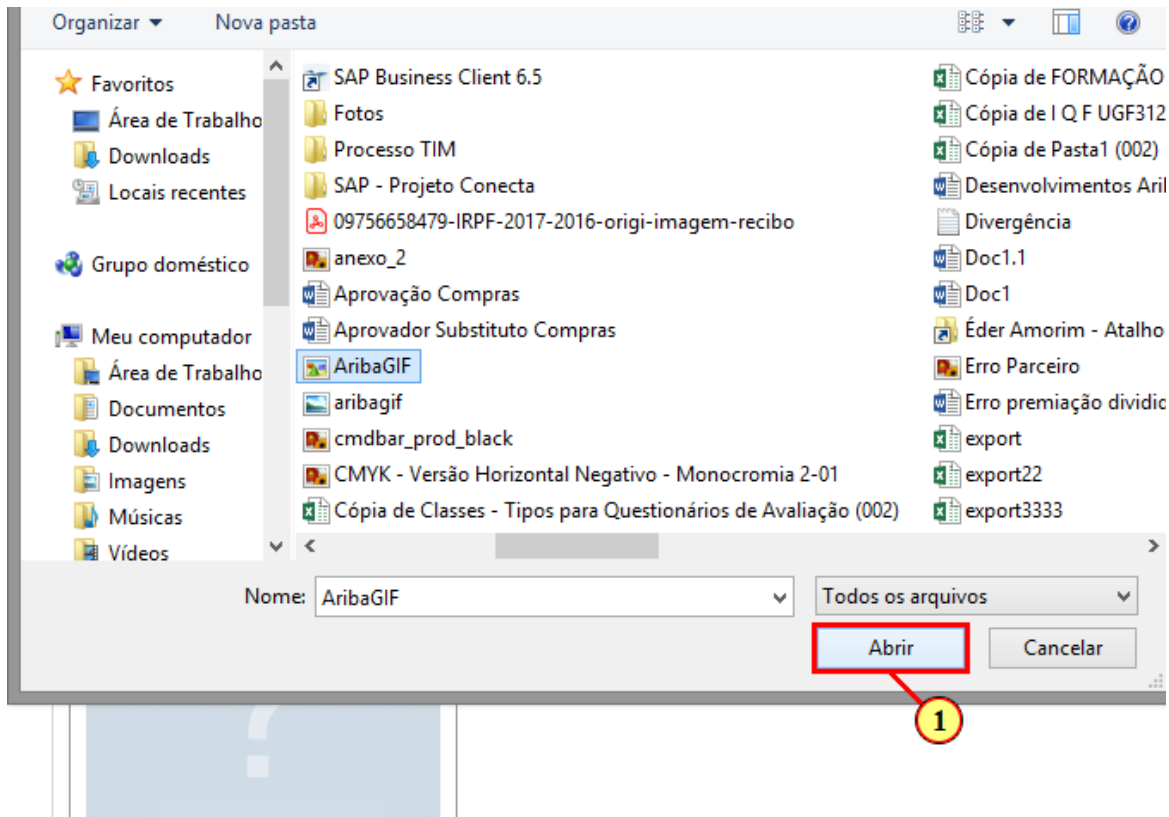 Organizar Nova pasta
Favoritos
Área de Trabalho
Downloads
Locais recentes
Grupo doméstico
Meu computador
Área de Trabalho
Documentos
Downloads
Imagens
Músicas
Vídeos
SAP Business Client 6.5
Fotos
Processo TIM
SAP - Projeto Conecta
09756658479-IRPF-2017-2016-origi-imagem-recibo
anexo_2
Aprovação Compras
Aprovador Substituto Compras
AribaGIF
aribagif
cmdbar_prod_black
CMYK - Versão Horizontal Negativo - Monocromia 2-01
Cópia de Classes - Tipos para Questionários de Avaliação (002)
Cópia de FORMAÇÃO
Cópia de I Q F UGF312
Cópia de Pasta1 (002)
Desenvolvimentos
Divergência
Doc1.1
Doc1
Éder Amorim - Atalho
Erro Parceiro
Erro premiação
export
export22
export3333
Nome: AribaGIF
Todos os arquivos
Abrir Cancelar
1
?